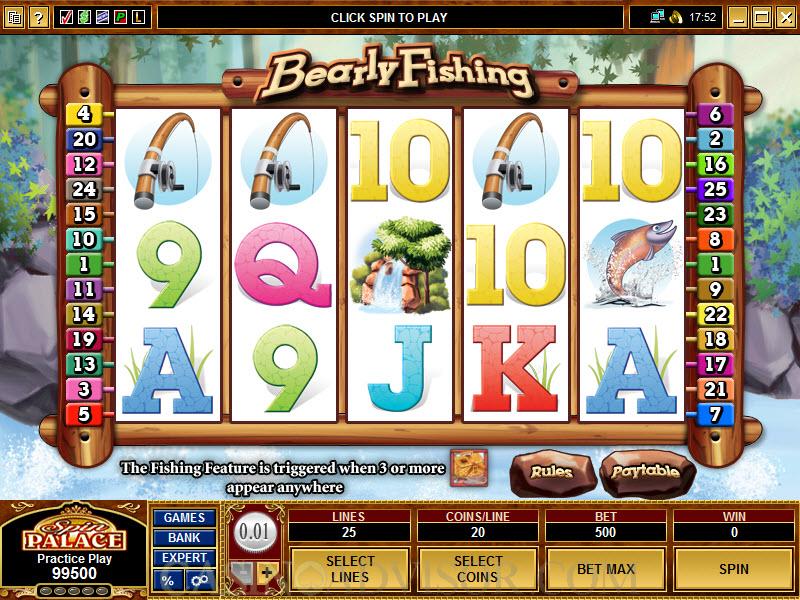 CLICK SPIN TO PLAY
17:52
Bearly Fishing
4
20
12
24
15
10
1
11
14
19
13
3
5
10
10
9
Q
10
A
9
J
K
A
6
2
16
25
23
8
1
9
22
18
17
21
7
The Fishing Feature is triggered when 3 or more
appear anywhere
Rules
Paytable
Spin
PALACE
Practice Play
99500
GAMES
BANK
EXPERT
%
0.01
+
LINES
25
COINS/LINE
20
BET
500
WIN
0
SELECT
LINES
SELECT
COINS
BET MAX
SPIN